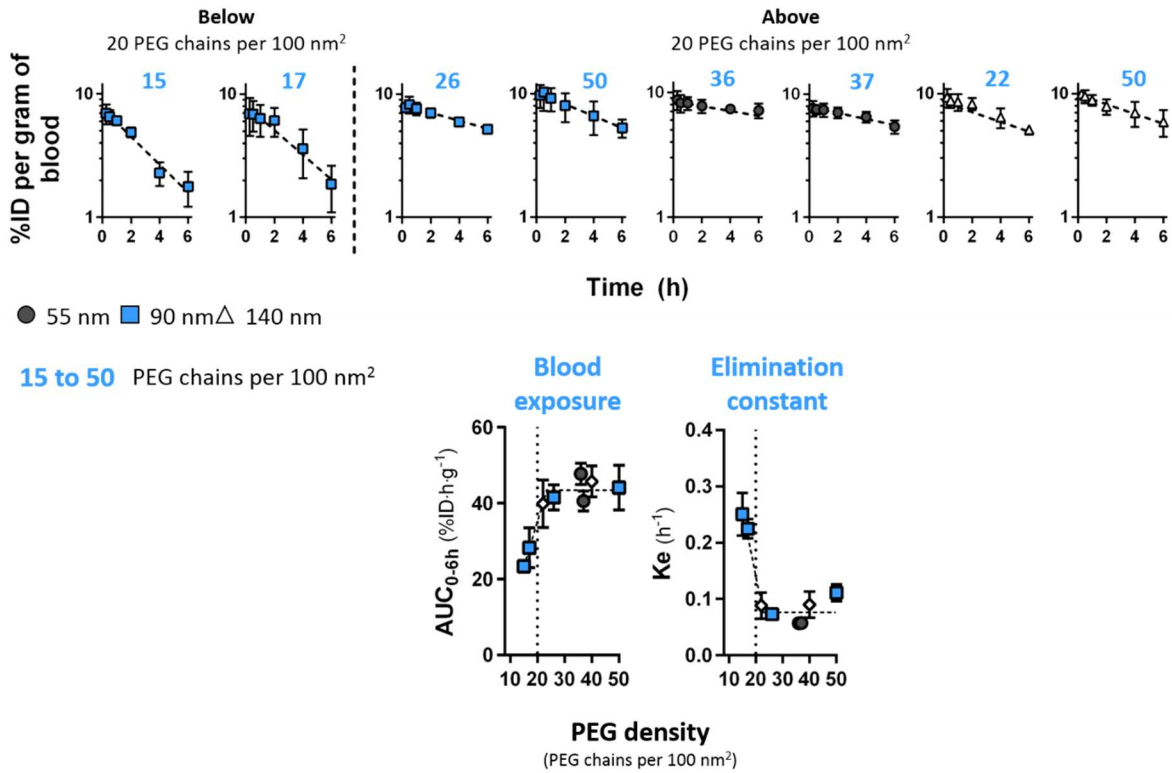 Below
20 PEG chains per 100 nm²
Above
20 PEG chains per 100 nm²
15 17 26 50 36 37 22 50
%ID per gram of
blood
10 10 10 10 10 10 10 10
1 1 1 1 1 1 1 1
0 2 4 6 0 2 4 6 0 2 4 6 0 2 4 6 0 2 4 6 0 2 4 6 0 2 4 6 0 2 4 6
Time (h)
55 nm 90 nm 140 nm
15 to 50 PEG chains per 100 nm²
Blood
exposure
AUC0-6h (%ID·h·g-1)
60
40
20
0
10 20 30 40 50
Elimination
constant
Ke (h-1)
0.4
0.3
0.2
0.1
0.0
10 20 30 40 50
PEG density
(PEG chains per 100 nm²)